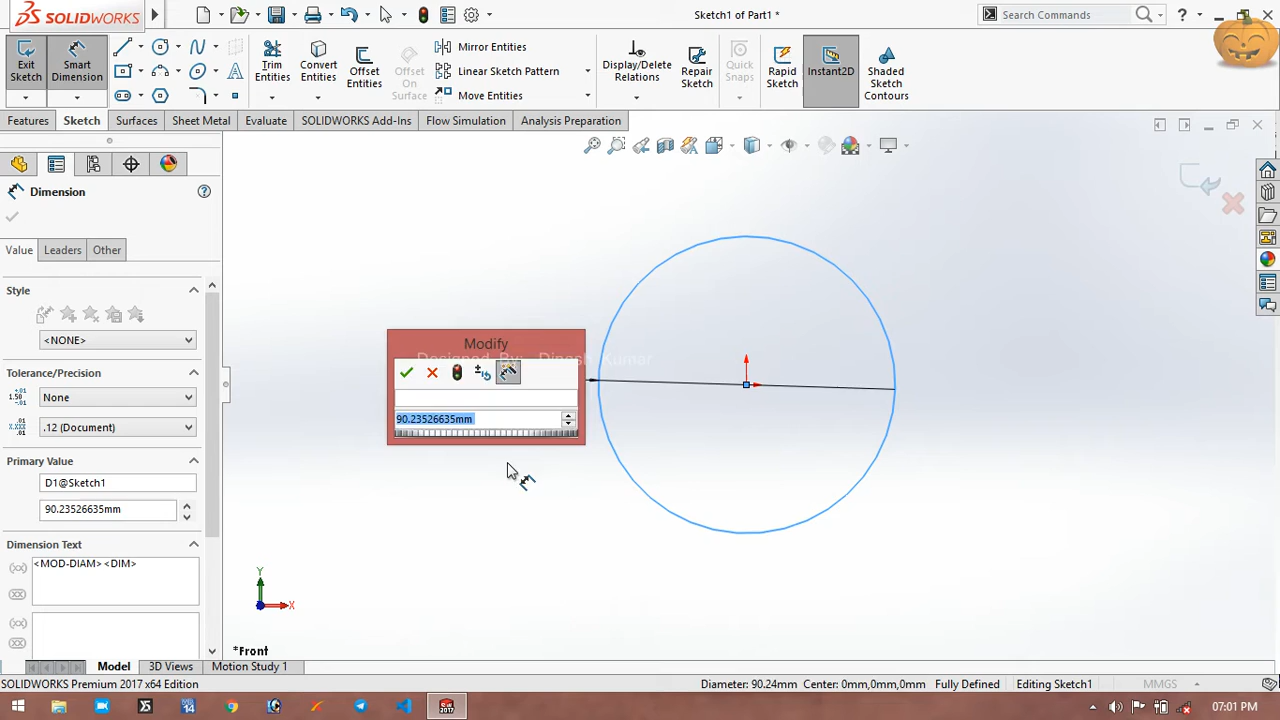 SOLIDWORKS
Sketch1 of Part1 *
Search Commands
?
Exit Sketch
Smart Dimension
Trim Entities
Convert Entities
Offset Entities
Offset On Surface
Mirror Entities
Linear Sketch Pattern
Move Entities
Display/Delete Relations
Repair Sketch
Quick Snaps
Rapid Sketch
Instant2D
Shaded Sketch Contours
Features
Sketch
Surfaces
Sheet Metal
Evaluate
SOLIDWORKS Add-Ins
Flow Simulation
Analysis Preparation
Dimension
Value
Leaders
Other
Style
<NONE>
Tolerance/Precision
None
.12 (Document)
Primary Value
D1@Sketch1
90.23526635mm
Dimension Text
<MOD-DIAM><DIM>
Modify
Designed By: Dinesh Kumar
90.23526635mm
Y
X
*Front
Model
3D Views
Motion Study 1
SOLIDWORKS Premium 2017 x64 Edition
Diameter: 90.24mm
Center: 0mm,0mm,0mm
Fully Defined
Editing Sketch1
MMGS
07:01 PM